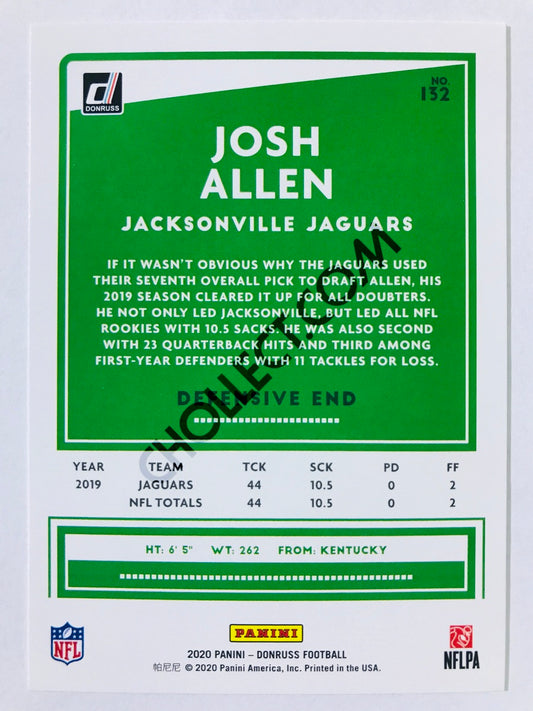 DONRUSS
NO.
132
JOSH
ALLEN
JACKSONVILLE JAGUARS
IF IT WASN'T OBVIOUS WHY THE JAGUARS USED
THEIR SEVENTH OVERALL PICK TO DRAFT ALLEN, HIS
2019 SEASON CLEARED IT UP FOR ALL DOUBTERS.
HE NOT ONLY LED JACKSONVILLE, BUT LED ALL NFL
ROOKIES WITH 10.5 SACKS. HE WAS ALSO SECOND
WITH 23 QUARTERBACK HITS AND THIRD AMONG
FIRST-YEAR DEFENDERS WITH 11 TACKLES FOR LOSS.
DEFENSIVE END
CHOLLECT.COM
YEAR TEAM TCK SCK PD FF
2019 JAGUARS 44 10.5 0 2
NFL TOTALS 44 10.5 0 2
HT: 6' 5" WT: 262 FROM: KENTUCKY
NFL
PANINI
2020 PANINI – DONRUSS FOOTBALL
帕尼尼 © 2020 Panini America, Inc. Printed in the USA.
NFLPA